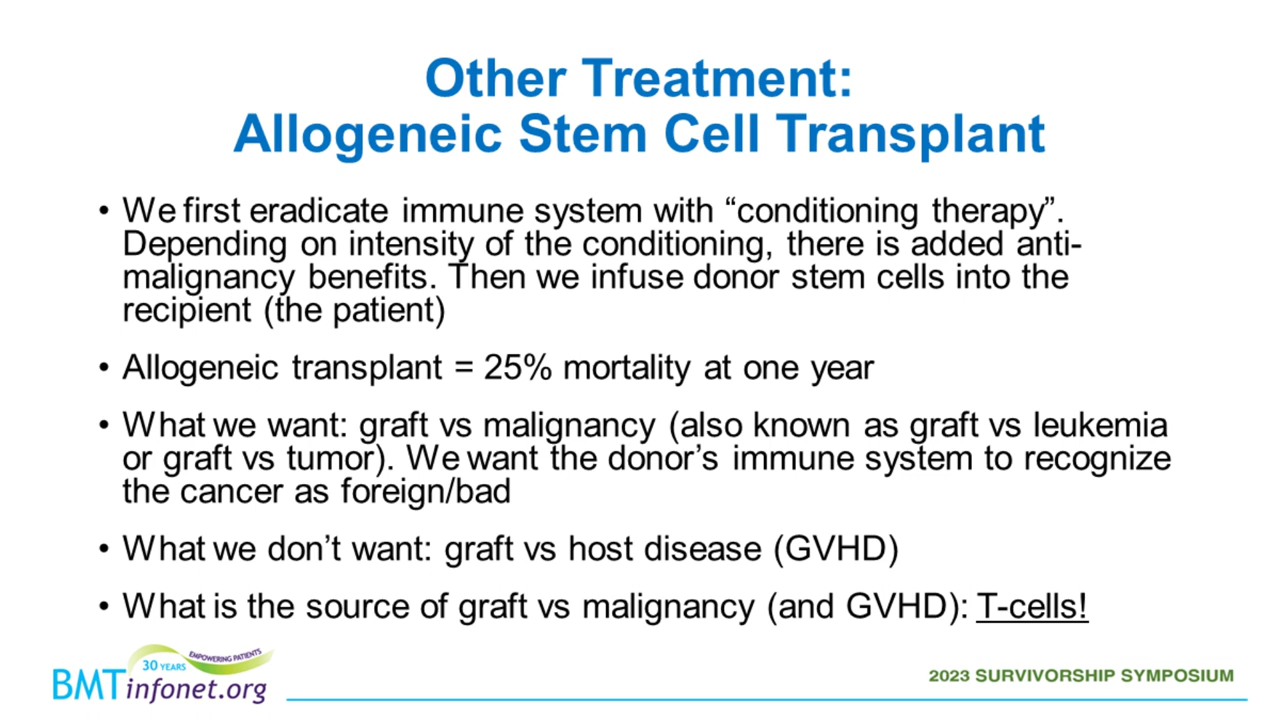 Other Treatment:
Allogeneic Stem Cell Transplant
• We first eradicate immune system with “conditioning therapy”.
Depending on intensity of the conditioning, there is added anti-
malignancy benefits. Then we infuse donor stem cells into the
recipient (the patient)
• Allogeneic transplant = 25% mortality at one year
• What we want: graft vs malignancy (also known as graft vs leukemia
or graft vs tumor). We want the donor’s immune system to recognize
the cancer as foreign/bad
• What we don’t want: graft vs host disease (GVHD)
• What is the source of graft vs malignancy (and GVHD): T-cells!
30 YEARS EMPOWERING PATIENTS
BMTinfonet.org
2023 SURVIVORSHIP SYMPOSIUM